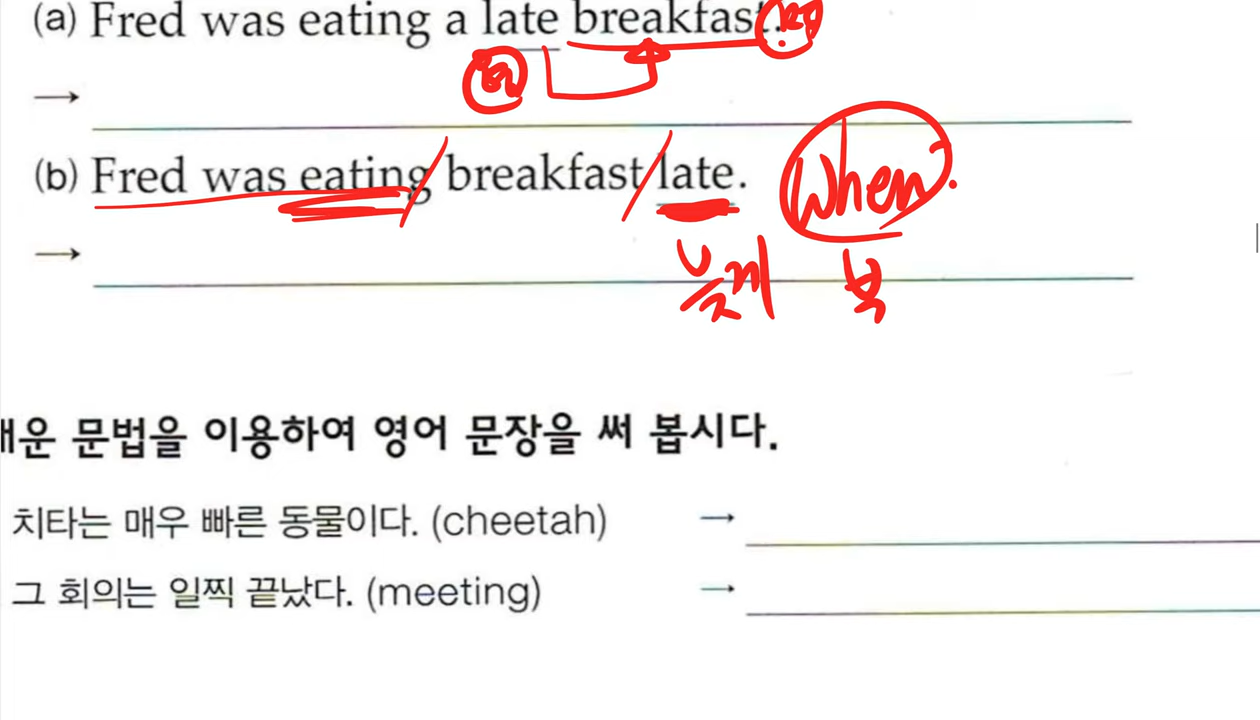 (a) Fred was eating a late breakfast.
→
(b) Fred was eating breakfast late. When?
→
늦게 부
배운 문법을 이용하여 영어 문장을 써 봅시다.
치타는 매우 빠른 동물이다. (cheetah) →
그 회의는 일찍 끝났다. (meeting) →